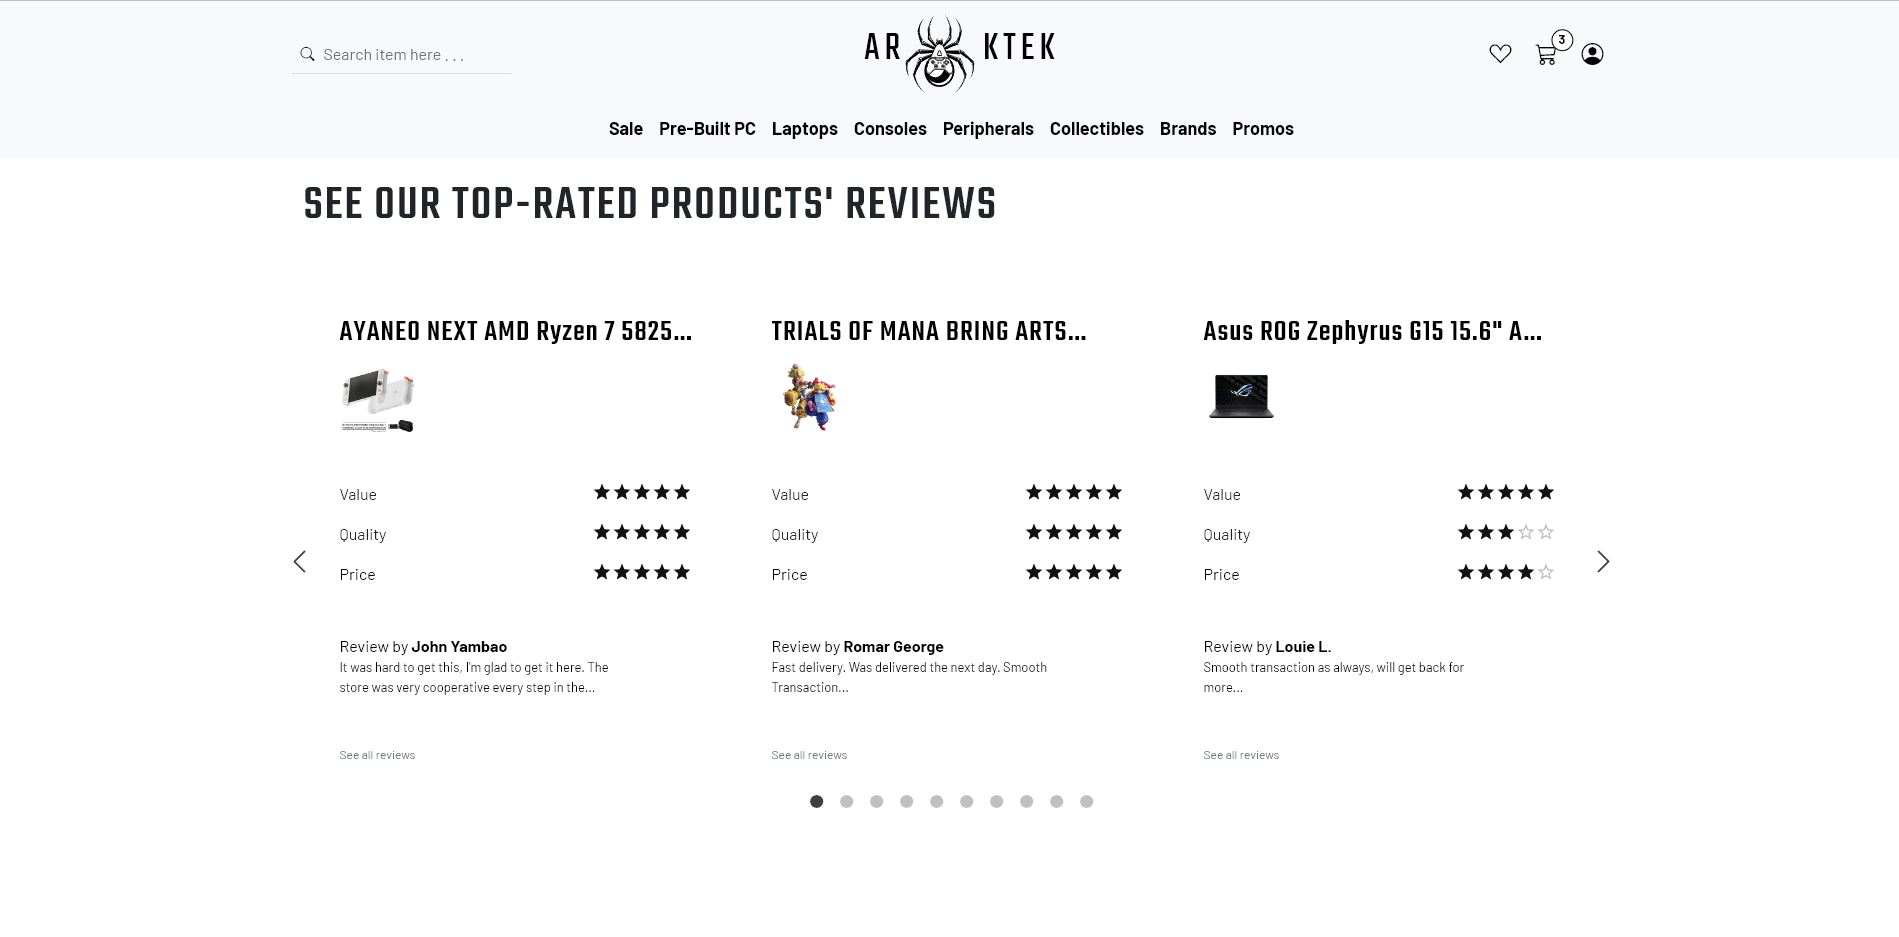 Search item here . . .
AR KTEK
3
Sale Pre-Built PC Laptops Consoles Peripherals Collectibles Brands Promos
SEE OUR TOP-RATED PRODUCTS' REVIEWS
AYANEO NEXT AMD Ryzen 7 5825...
Value
Quality
Price
Review by John Yambao
It was hard to get this, I'm glad to get it here. The
store was very cooperative every step in the...
See all reviews
TRIALS OF MANA BRING ARTS...
Value
Quality
Price
Review by Romar George
Fast delivery. Was delivered the next day. Smooth
Transaction...
See all reviews
Asus ROG Zephyrus G15 15.6" A...
Value
Quality
Price
Review by Louie L.
Smooth transaction as always, will get back for
more...
See all reviews